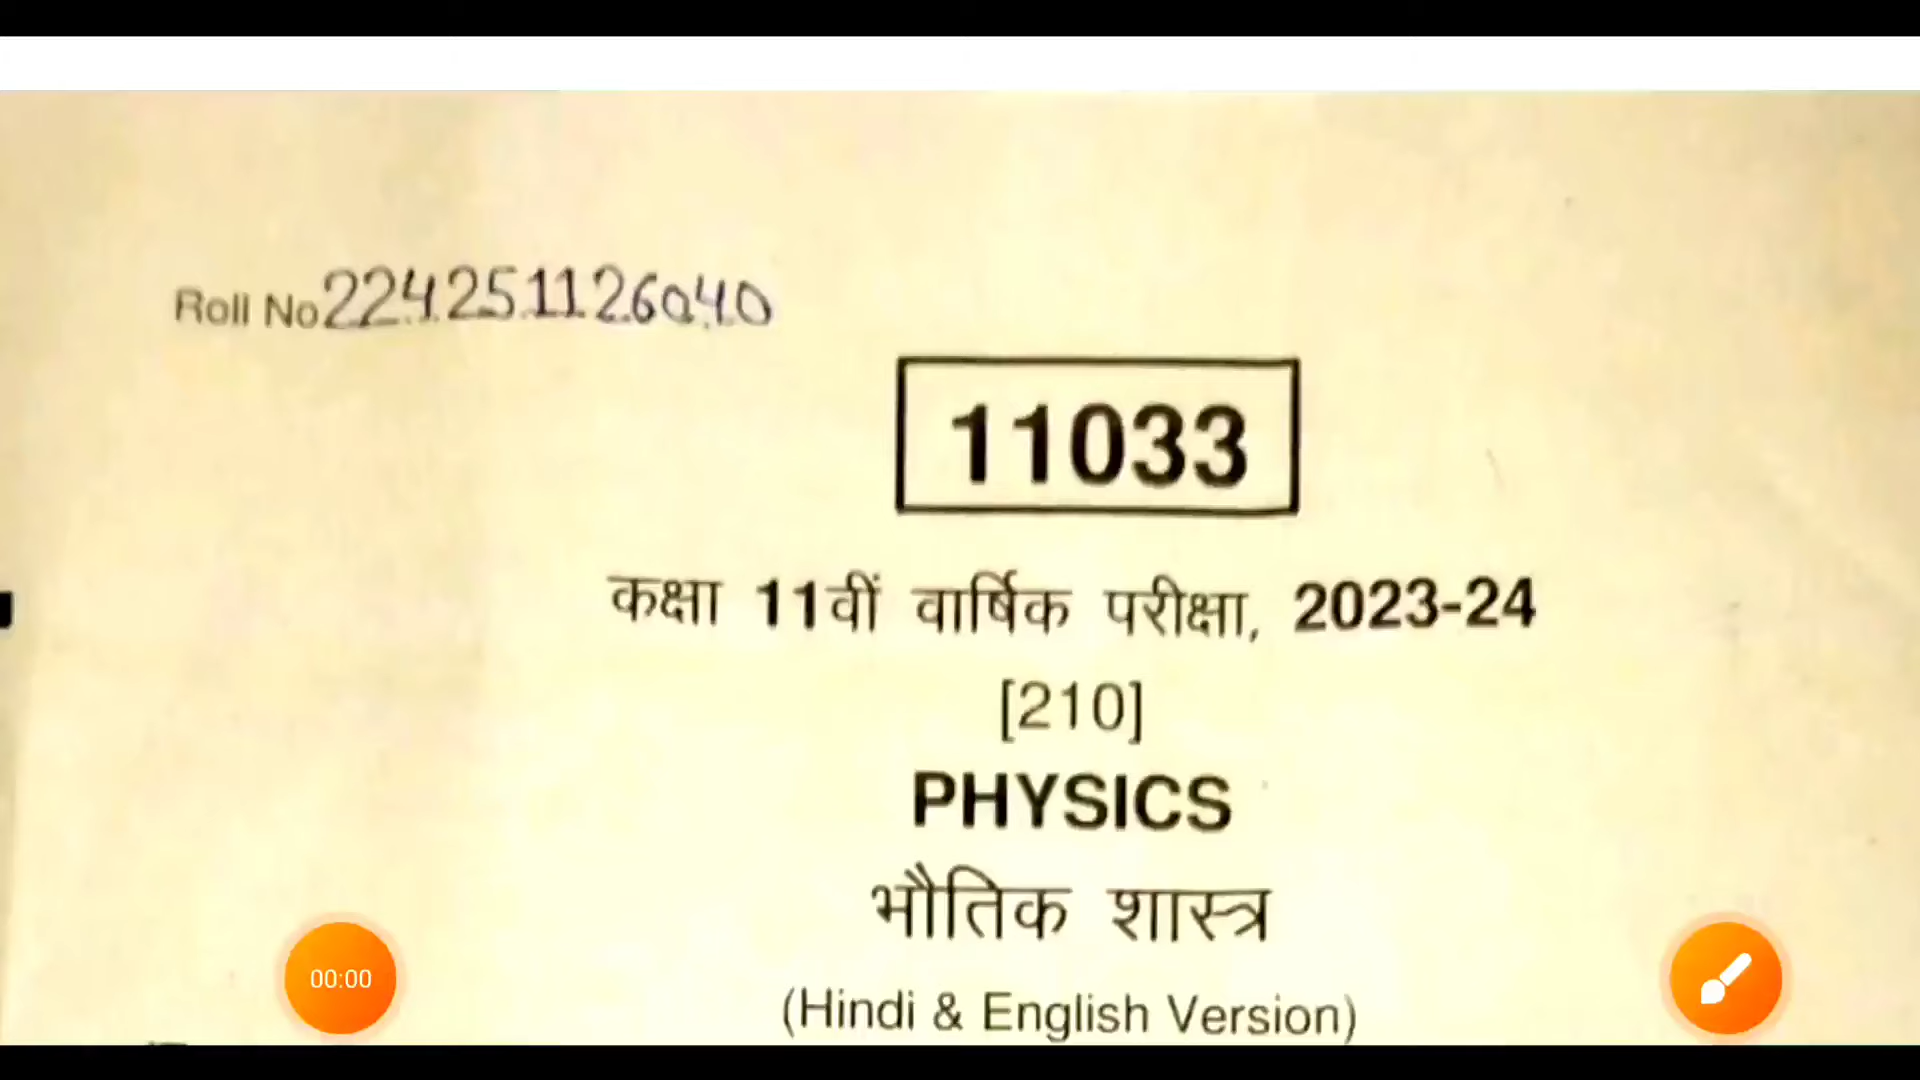 Roll No 224251126040
11033
कक्षा 11वीं वार्षिक परीक्षा, 2023-24
[210]
PHYSICS
भौतिक शास्त्र
(Hindi & English Version)
00:00